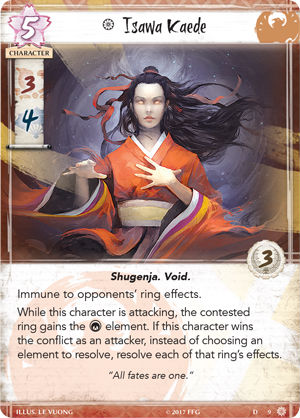 5
Isawa Kaede
CHARACTER
3
4
Shugenja. Void.
3
Immune to opponents' ring effects.
While this character is attacking, the contested
ring gains the element. If this character wins
the conflict as an attacker, instead of choosing
an element to resolve, resolve each of that ring's effects.
"All fates are one."
ILLUS. LE VUONG
© 2017 FFG
D 9